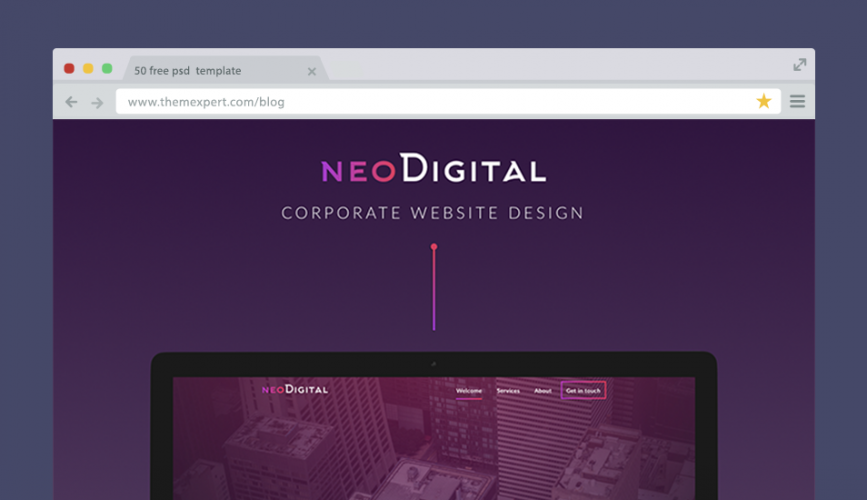 50 free psd template
www.themexpert.com/blog
NEODIGITAL
CORPORATE WEBSITE DESIGN
NEODIGITAL Welcome Services About Get in touch